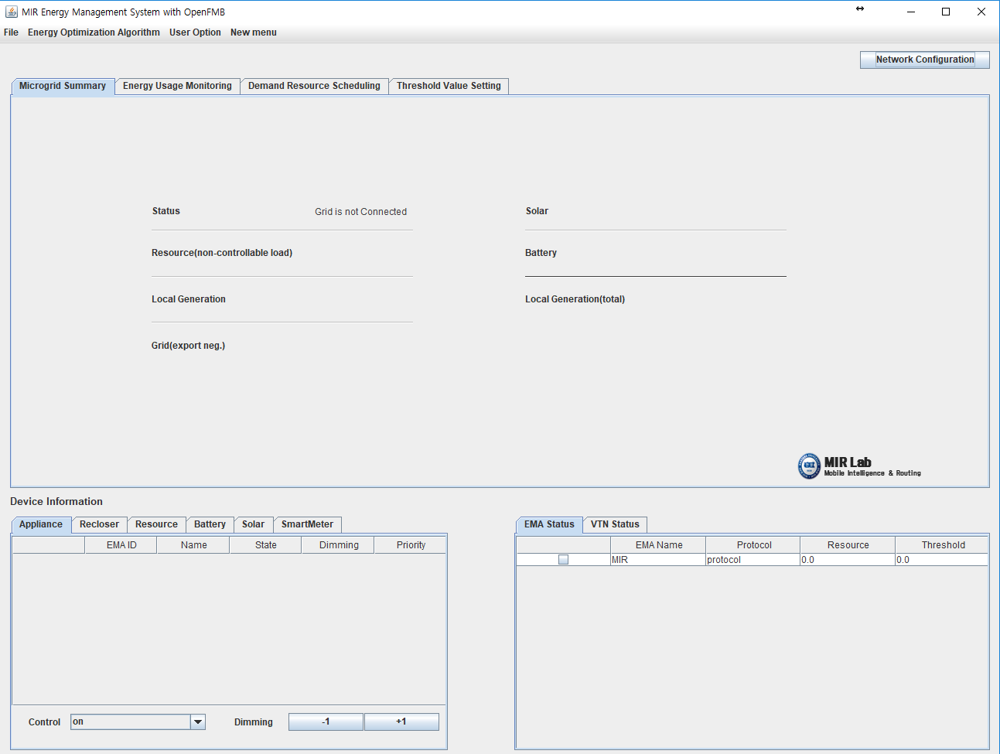 MIR Energy Management System with OpenFMB
File Energy Optimization Algorithm User Option New menu
Network Configuration
Microgrid Summary Energy Usage Monitoring Demand Resource Scheduling Threshold Value Setting
Status Grid is not Connected Solar
Resource(non-controllable load) Battery
Local Generation Local Generation(total)
Grid(export neg.)
MIR Lab
Mobile Intelligence & Routing
Device Information
Appliance Recloser Resource Battery Solar SmartMeter
EMA ID Name State Dimming Priority
Control on Dimming -1 +1
EMA Status VTN Status
EMA Name Protocol Resource Threshold
MIR protocol 0.0 0.0